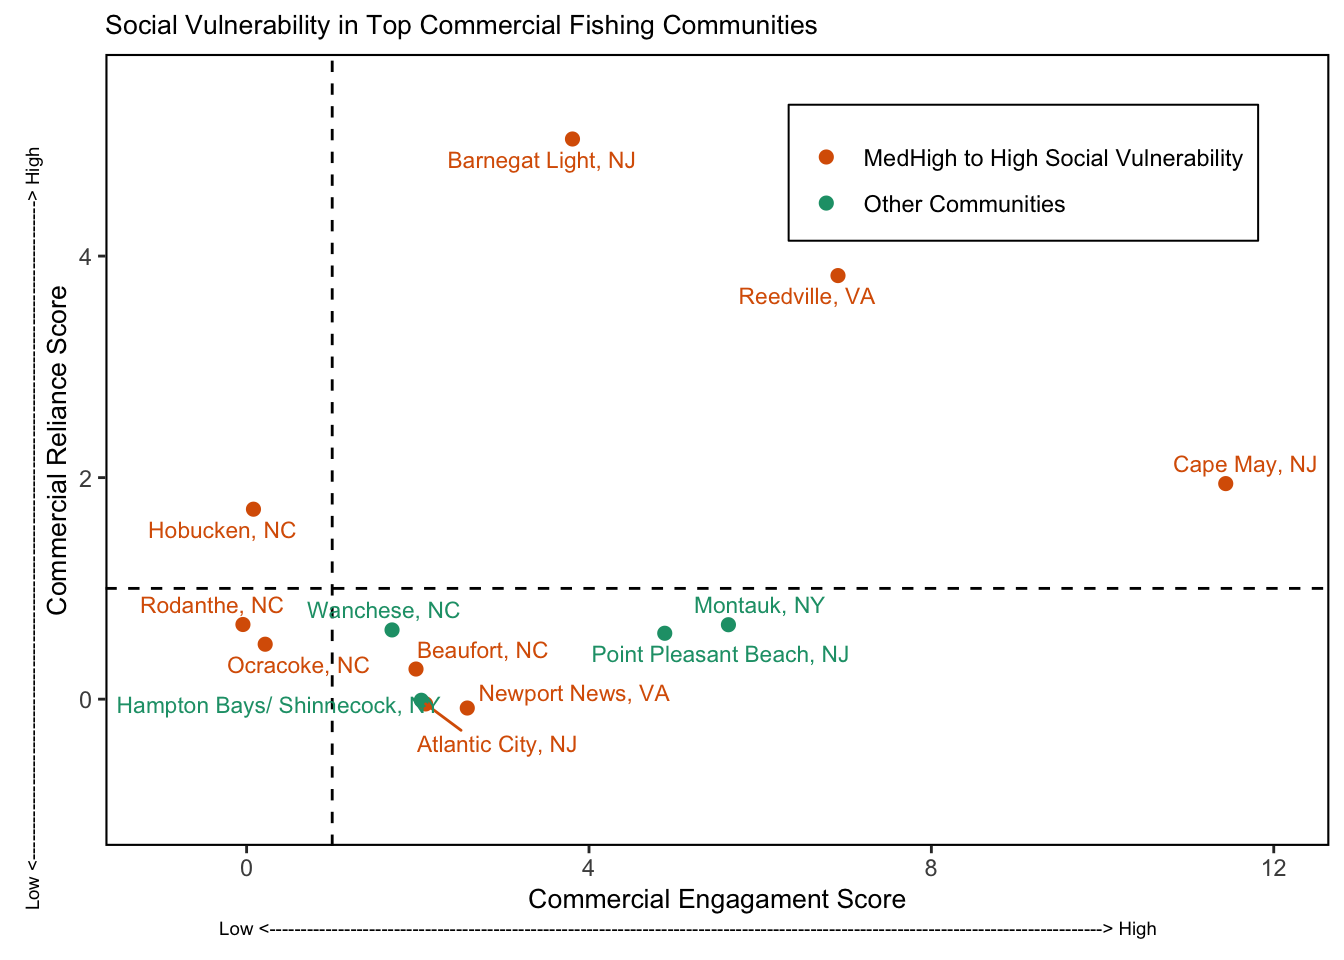 Social Vulnerability in Top Commercial Fishing Communities
Barnegat Light, NJ
MedHigh to High Social Vulnerability
Other Communities
Reedville, VA
Cape May, NJ
Hobucken, NC
Rodanthe, NC
Wanchese, NC
Montauk, NY
Ocracoke, NC
Beaufort, NC
Point Pleasant Beach, NJ
Hampton Bays/ Shinnecock, NY
Newport News, VA
Atlantic City, NJ
4
2
0
Commercial Reliance Score
Low <----------------------------------------------------------------------------------------------------> High
0
4
8
12
Commercial Engagament Score
Low <------------------------------------------------------------------------------------------------------------------------------------> High